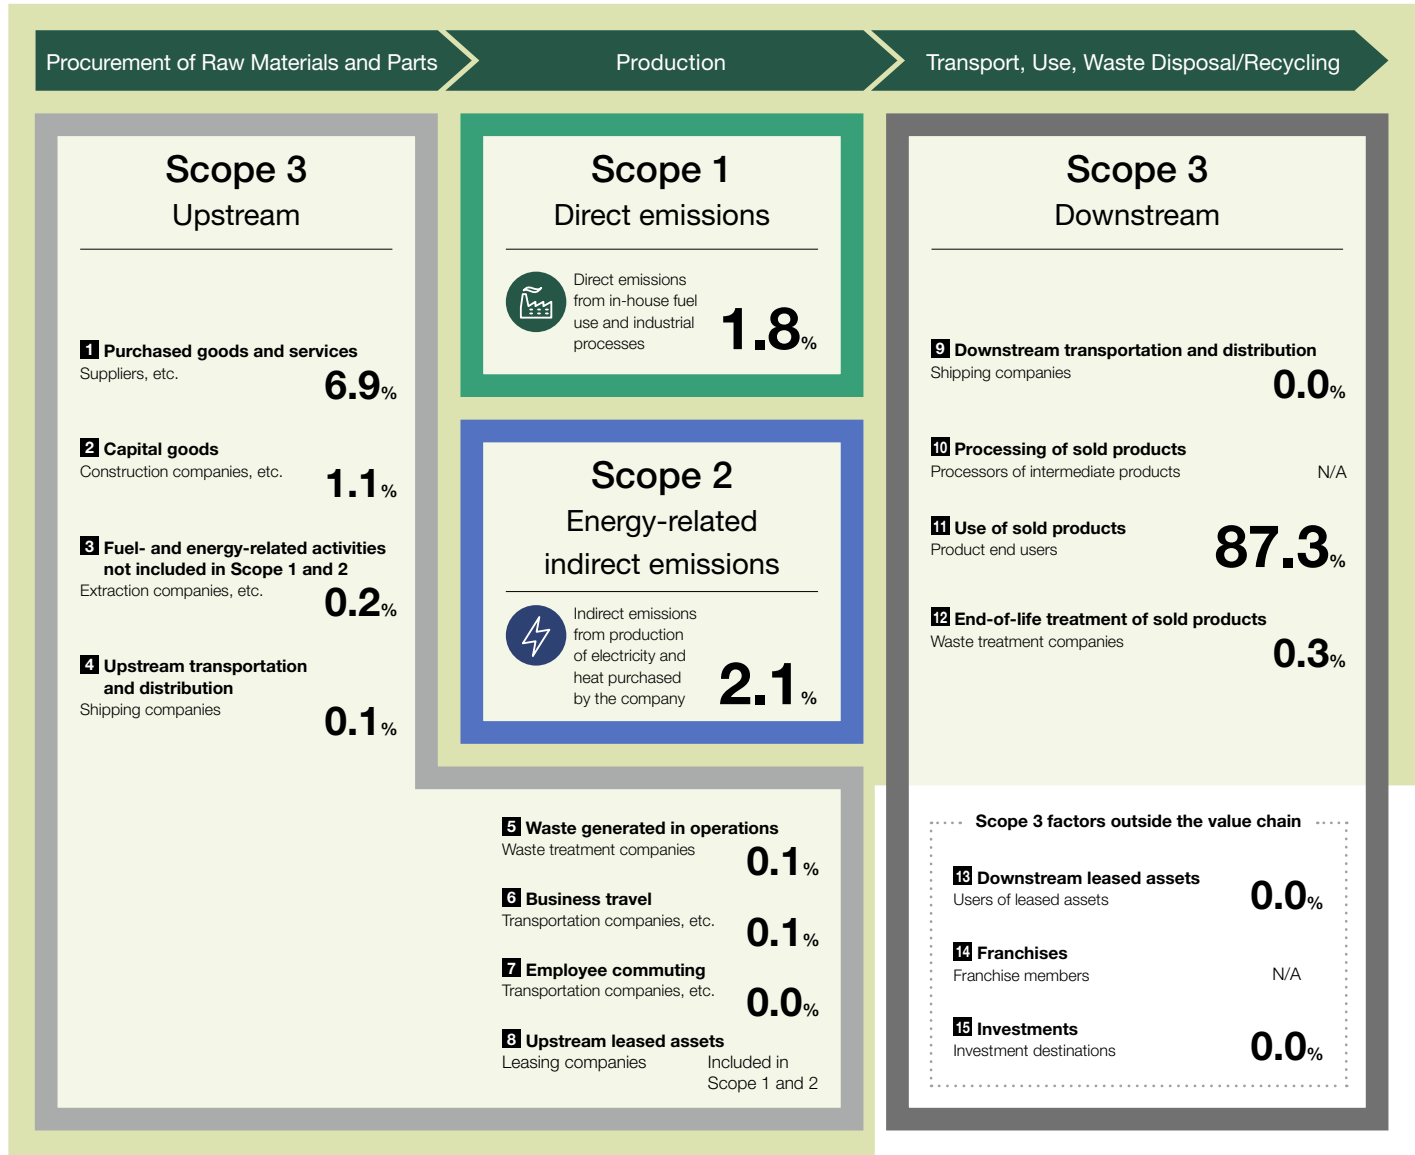 Procurement of Raw Materials and Parts
Production
Transport, Use, Waste Disposal/Recycling
Scope 3
Upstream
1 Purchased goods and services
Suppliers, etc.
6.9%
2 Capital goods
Construction companies, etc.
1.1%
3 Fuel- and energy-related activities
not included in Scope 1 and 2
Extraction companies, etc.
0.2%
4 Upstream transportation
and distribution
Shipping companies
0.1%
Scope 1
Direct emissions
Direct emissions
from in-house fuel
use and industrial
processes
1.8%
Scope 2
Energy-related
indirect emissions
Indirect emissions
from production
of electricity and
heat purchased
by the company
2.1%
5 Waste generated in operations
Waste treatment companies
0.1%
6 Business travel
Transportation companies, etc.
0.1%
7 Employee commuting
Transportation companies, etc.
0.0%
8 Upstream leased assets
Leasing companies
Included in
Scope 1 and 2
Scope 3
Downstream
9 Downstream transportation and distribution
Shipping companies
0.0%
10 Processing of sold products
Processors of intermediate products
N/A
11 Use of sold products
Product end users
87.3%
12 End-of-life treatment of sold products
Waste treatment companies
0.3%
Scope 3 factors outside the value chain
13 Downstream leased assets
Users of leased assets
0.0%
14 Franchises
Franchise members
N/A
15 Investments
Investment destinations
0.0%